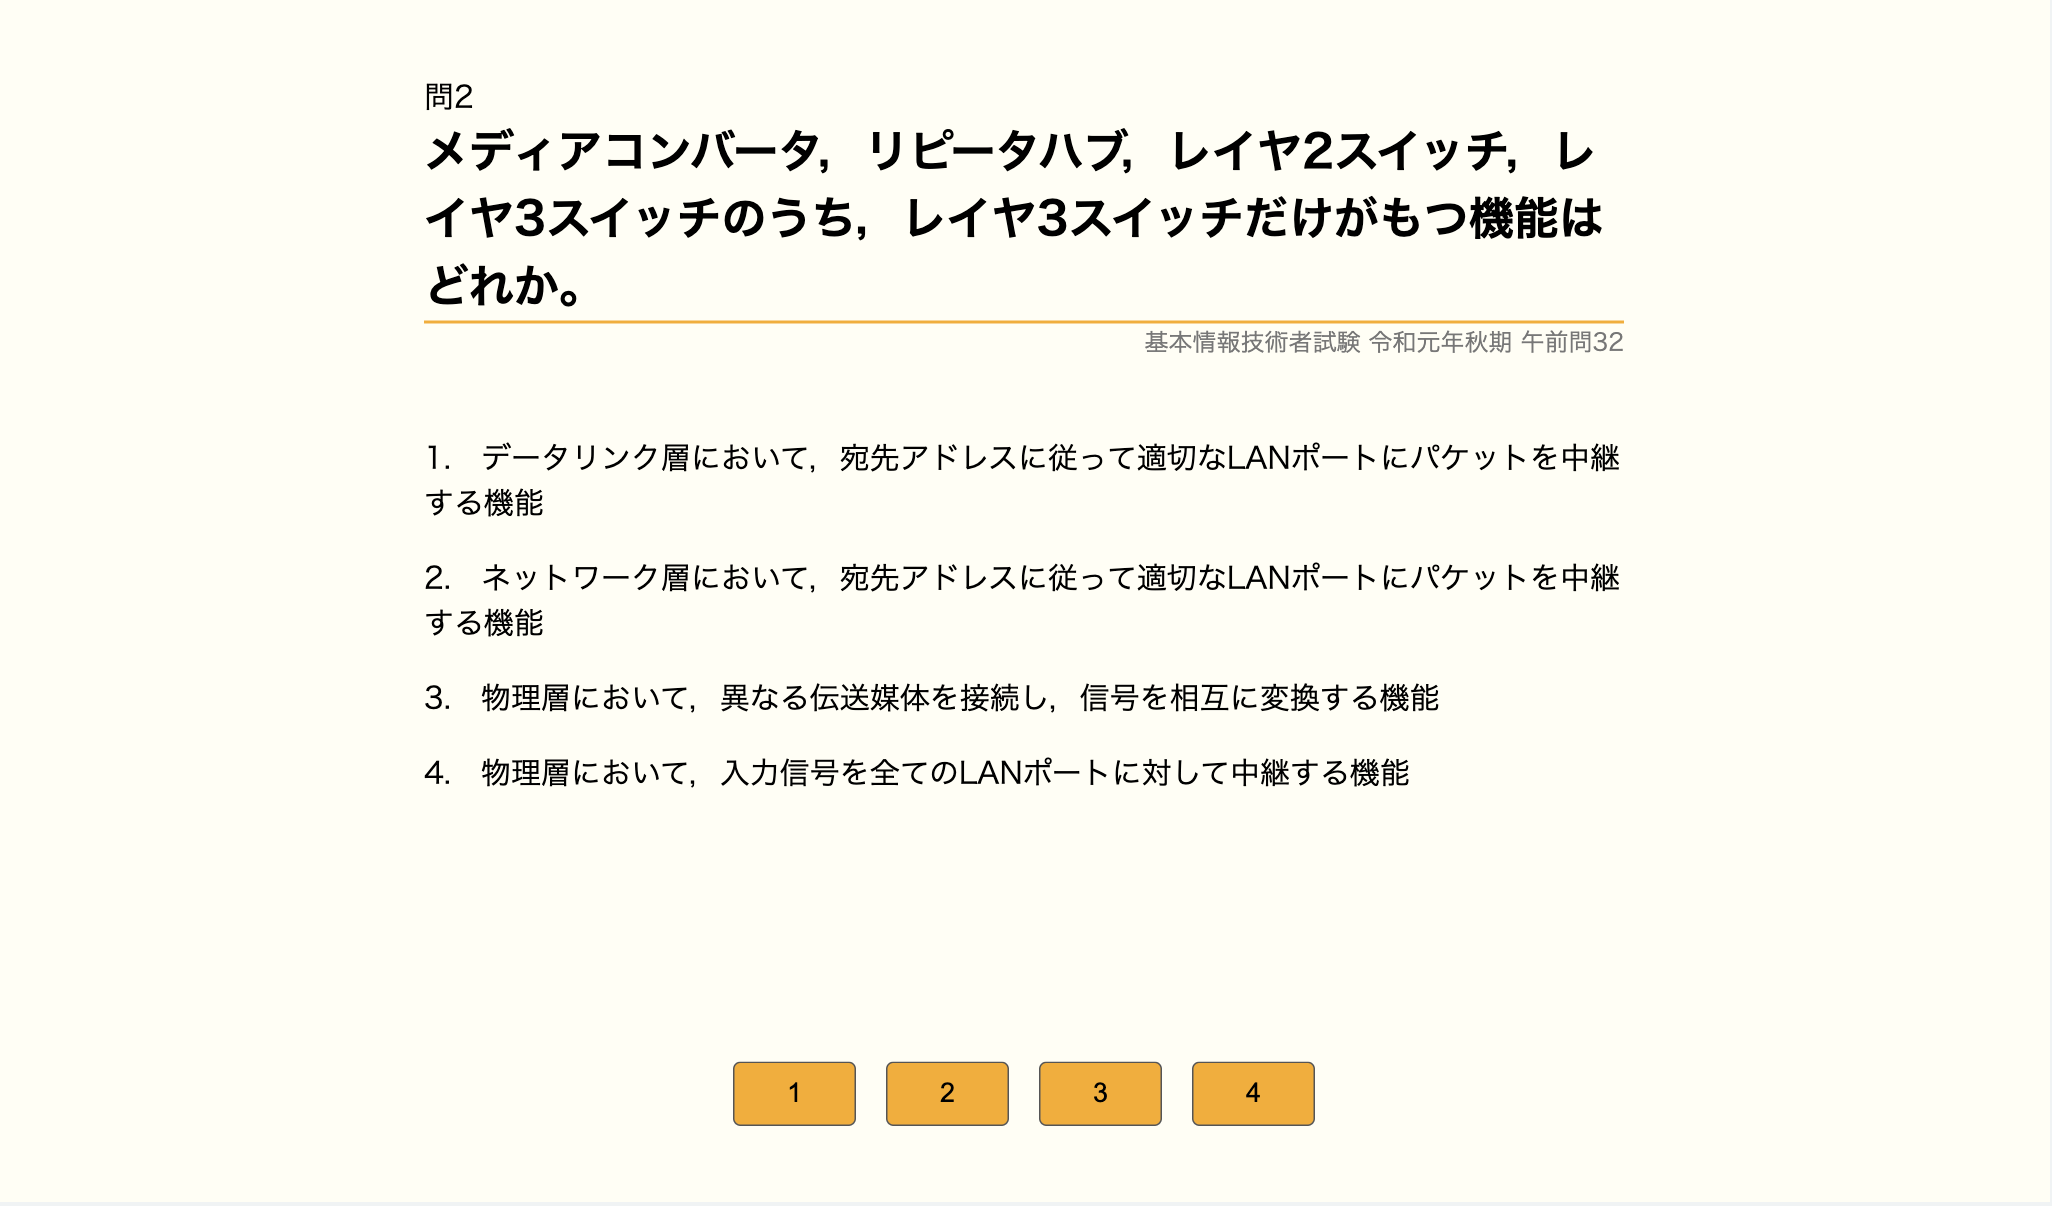 問2
メディアコンバータ，リピータハブ，レイヤ2スイッチ，レ
イヤ3スイッチのうち，レイヤ3スイッチだけがもつ機能は
どれか。
基本情報技術者試験 令和元年秋期 午前問32
1.　データリンク層において，宛先アドレスに従って適切なLANポートにパケットを中継
する機能
2.　ネットワーク層において，宛先アドレスに従って適切なLANポートにパケットを中継
する機能
3.　物理層において，異なる伝送媒体を接続し，信号を相互に変換する機能
4.　物理層において，入力信号を全てのLANポートに対して中継する機能
1
2
3
4